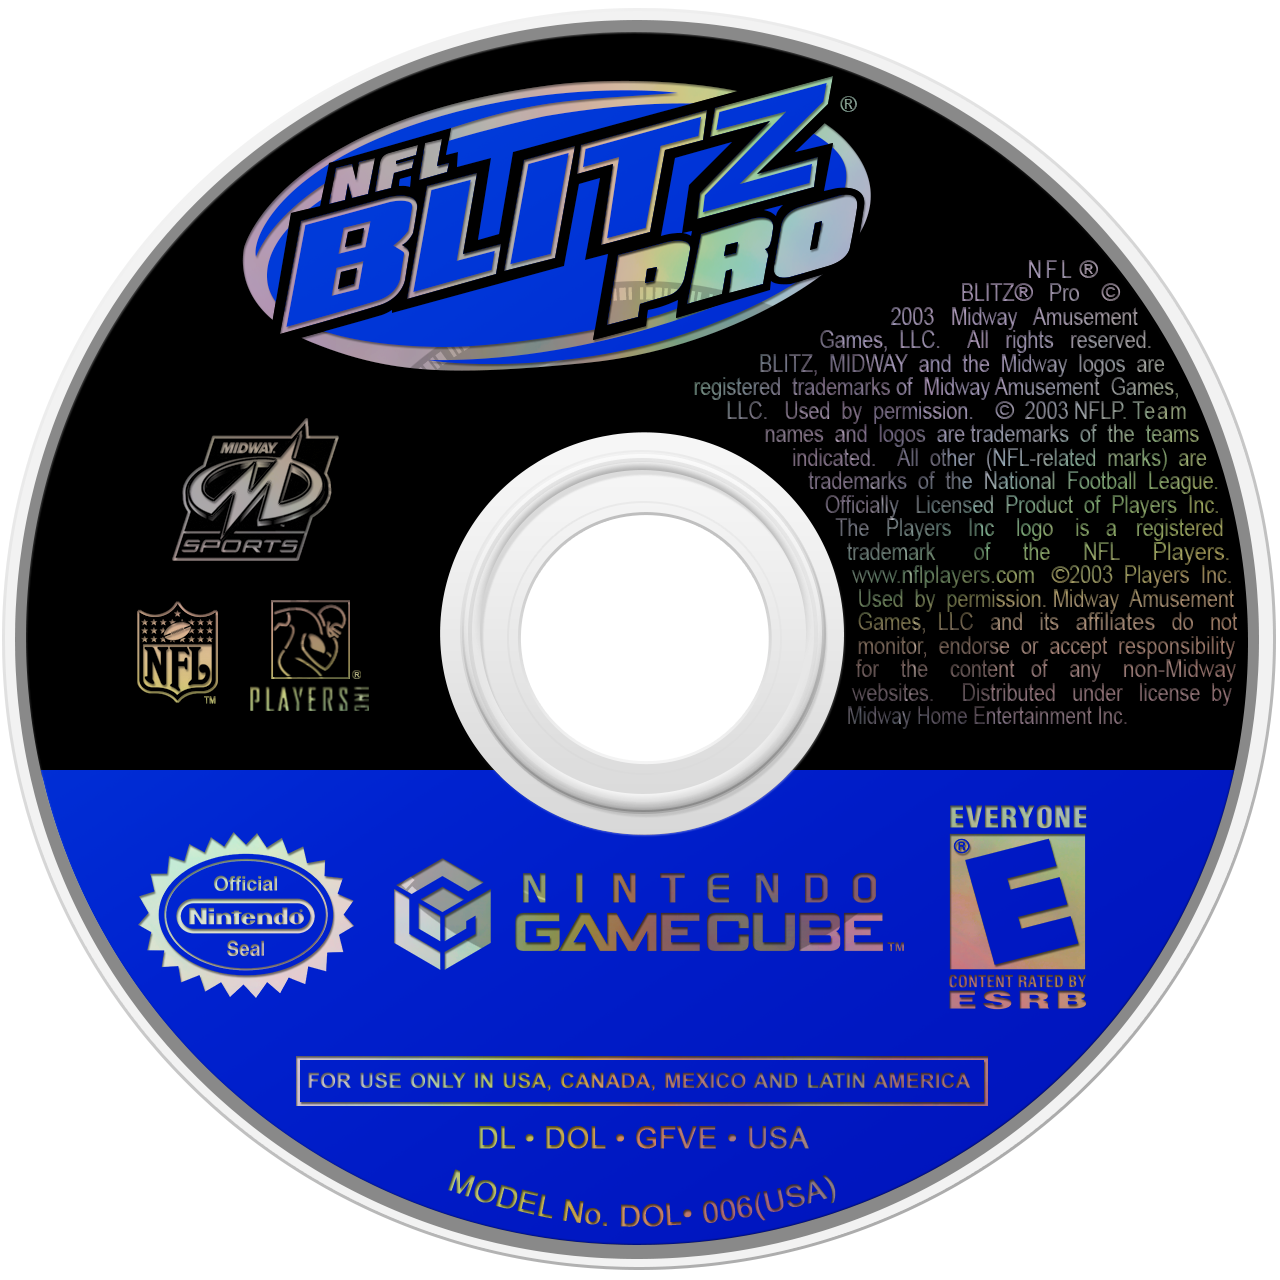 NFL
BLITZ®
PRO
NFL ®
BLITZ® Pro ©
2003 Midway Amusement
Games, LLC. All rights reserved.
BLITZ, MIDWAY and the Midway logos are
registered trademarks of Midway Amusement Games,
LLC. Used by permission. © 2003 NFLP. Team
names and logos are trademarks of the teams
indicated. All other (NFL-related marks) are
trademarks of the National Football League.
Officially Licensed Product of Players Inc.
The Players Inc logo is a registered
trademark of the NFL Players.
www.nflplayers.com ©2003 Players Inc.
Used by permission. Midway Amusement
Games, LLC and its affiliates do not
monitor, endorse or accept responsibility
for the content of any non-Midway
websites. Distributed under license by
Midway Home Entertainment Inc.
MIDWAY
SPORTS
NFL™
®
PLAYERS INC
Official
Nintendo®
Seal
NINTENDO
GAMECUBE™
EVERYONE
® E
CONTENT RATED BY
ESRB
FOR USE ONLY IN USA, CANADA, MEXICO AND LATIN AMERICA
DL • DOL • GFVE • USA
MODEL No. DOL• 006(USA)